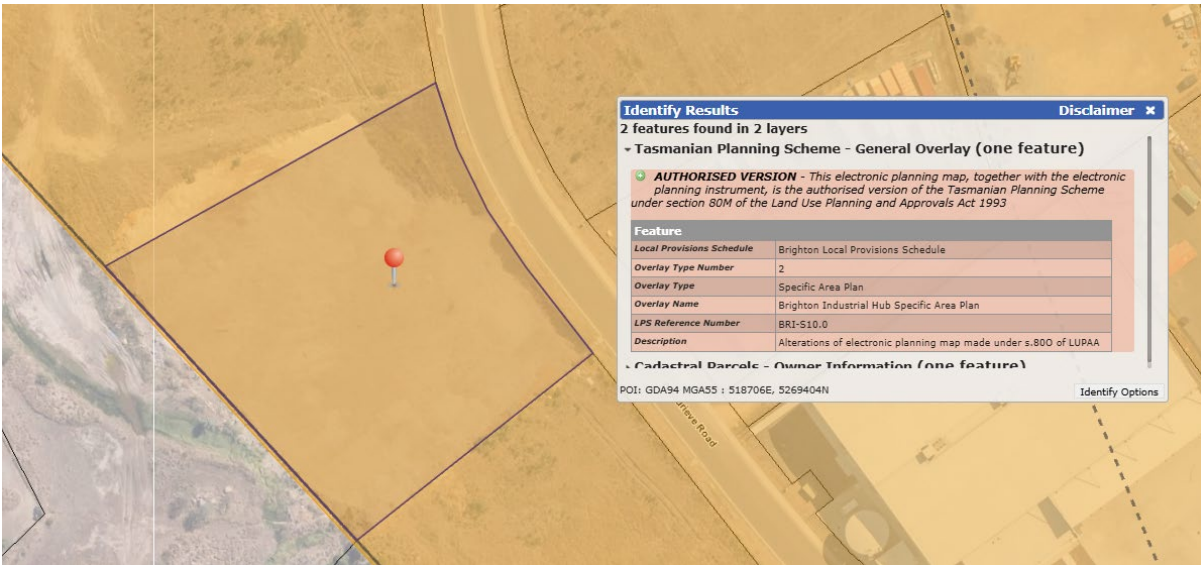 Identify Results Disclaimer ×
2 features found in 2 layers
Tasmanian Planning Scheme - General Overlay (one feature)
AUTHORISED VERSION - This electronic planning map, together with the electronic
planning instrument, is the authorised version of the Tasmanian Planning Scheme
under section 80M of the Land Use Planning and Approvals Act 1993
Feature
Local Provisions Schedule Brighton Local Provisions Schedule
Overlay Type Number 2
Overlay Type Specific Area Plan
Overlay Name Brighton Industrial Hub Specific Area Plan
LPS Reference Number BRI-S10.0
Description Alterations of electronic planning map made under s.80O of LUPAA
Cadastral Parcels - Owner Information (one feature)
POI: GDA94 MGA55 : 518706E, 5269404N Identify Options
Road